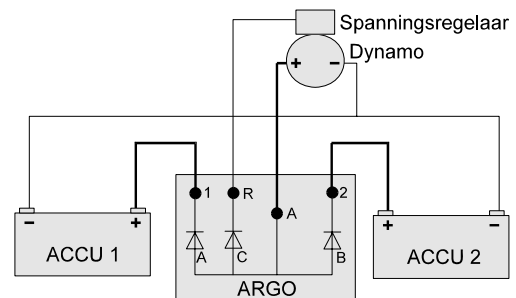 Spanningsregelaar
Dynamo
+ −
1 R A 2
− + + −
A C B
ACCU 1
ACCU 2
ARGO